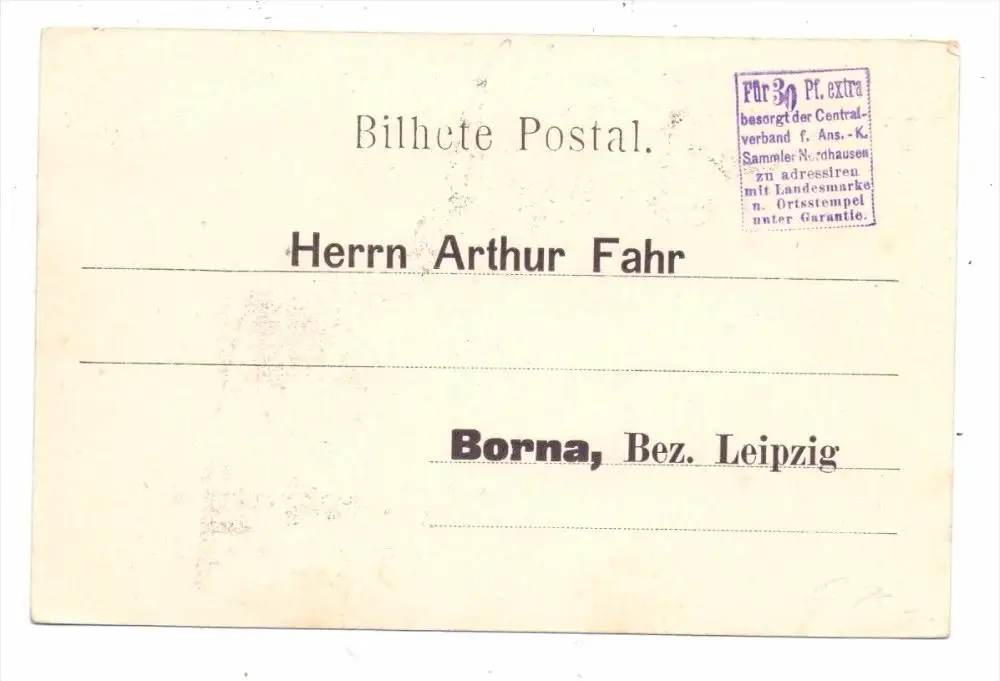 Bilhete Postal.
Für 30 Pf. extra
besorgt der Central-
verband f. Ans.-K.
Sammler Nordhausen
zu adressiren
mit Landesmarke
u. Ortsstempel
unter Garantie.
Herrn Arthur Fahr
Borna, Bez. Leipzig